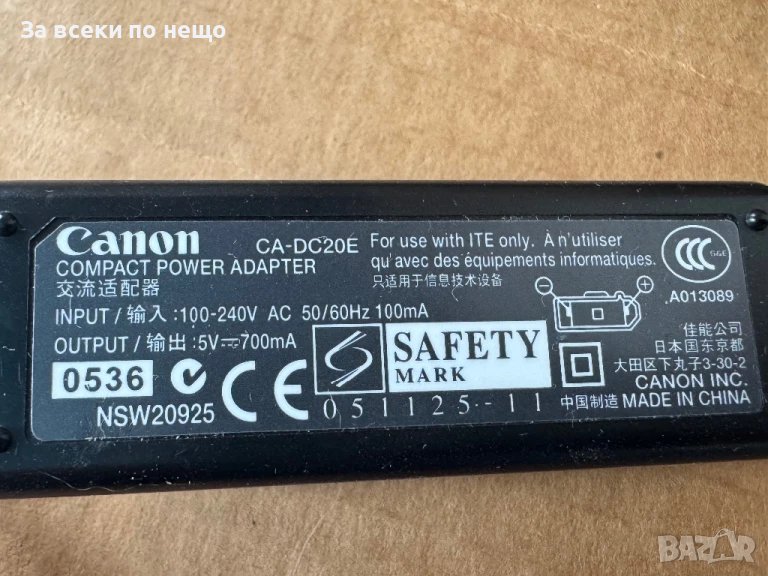 За всеки по нещо
Canon
CA-DC20E
COMPACT POWER ADAPTER
交流适配器
For use with ITE only. À n'utiliser
qu'avec des équipements informatiques.
只适用于信息技术设备
CCC S&E
A013089
INPUT / 输入 :100-240V AC 50/60Hz 100mA
OUTPUT / 输出 :5V⎓700mA
0536
NSW20925
CE
SAFETY
MARK
051125-11
佳能公司
日本国东京都
大田区下丸子3-30-2
CANON INC.
中国制造 MADE IN CHINA
BAZAR